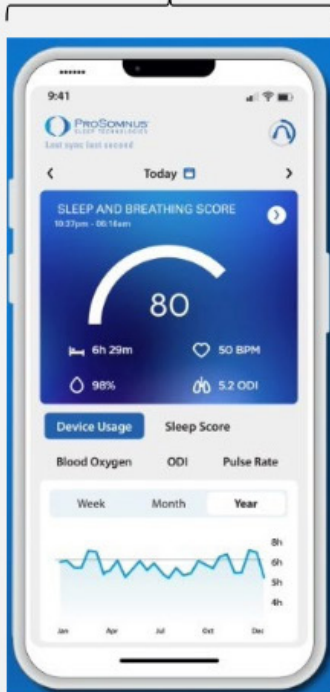 9:41
PROSOMNUS
SLEEP TECHNOLOGIES
Last sync last second
Today
SLEEP AND BREATHING SCORE
10:37pm - 06:18am
80
6h 29m
50 BPM
98%
5.2 ODI
Device Usage
Sleep Score
Blood Oxygen
ODI
Pulse Rate
Week
Month
Year
8h
6h
5h
4h
Jan
Apr
Jul
Oct
Dec